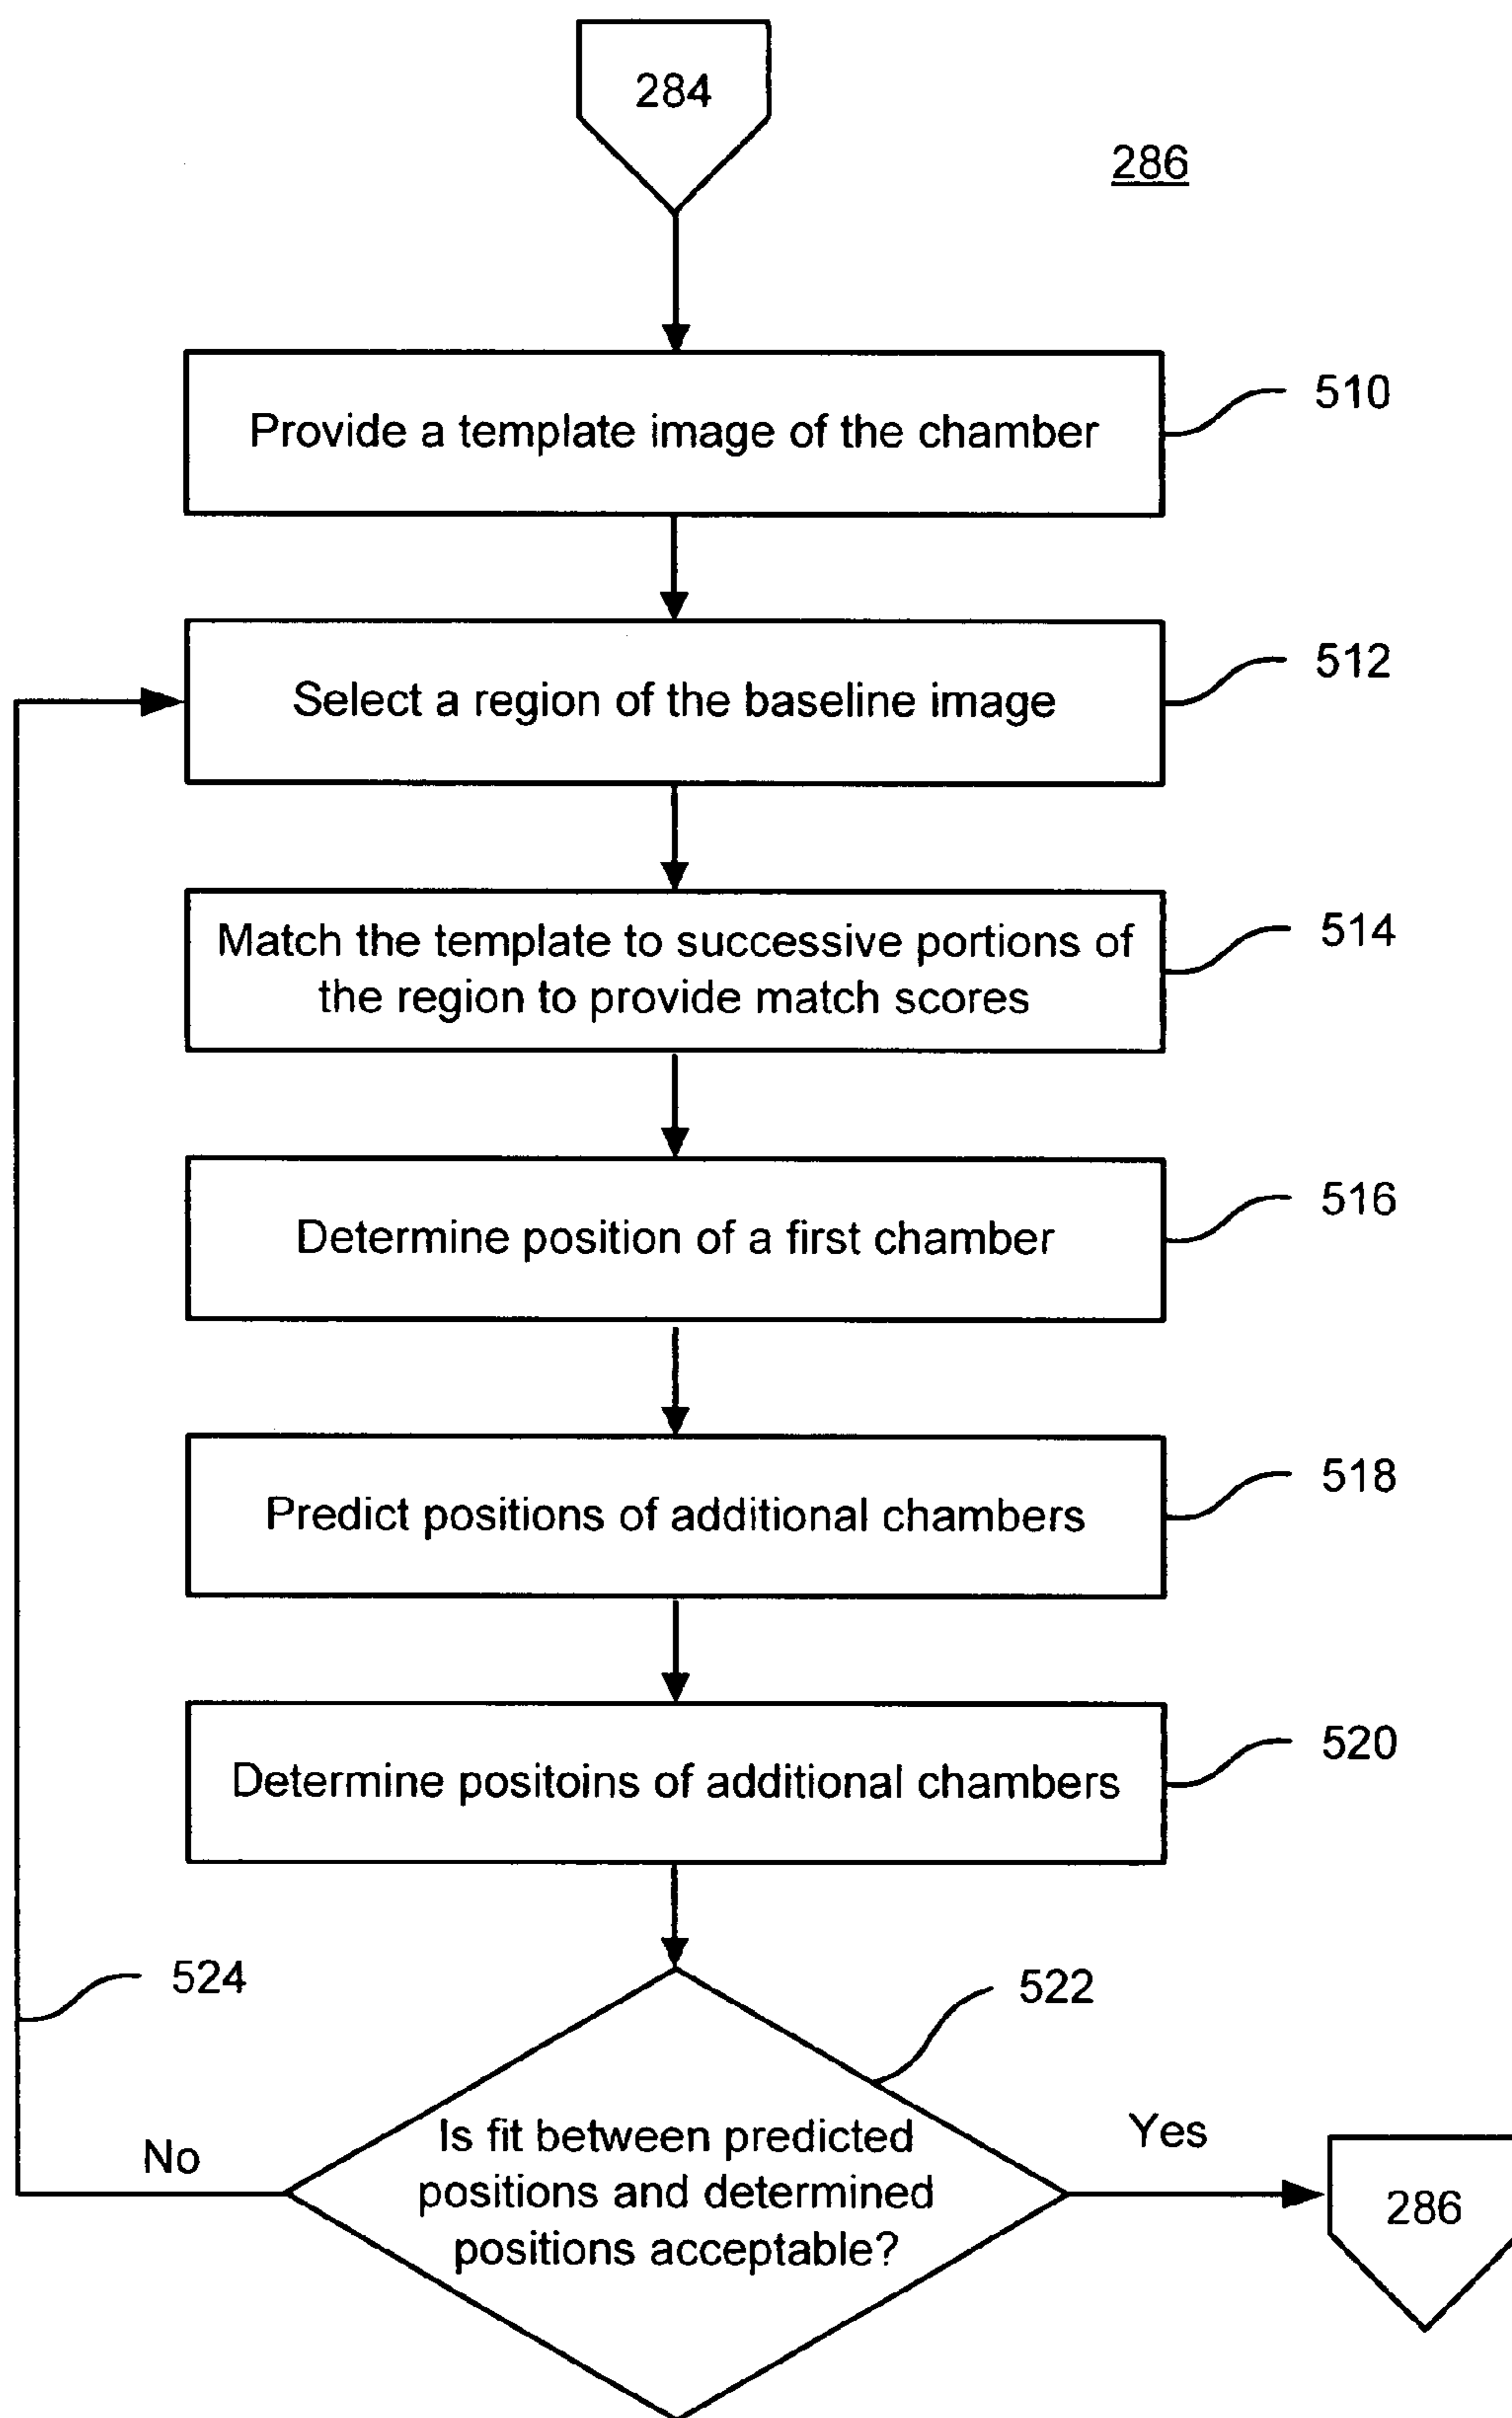 284
286
Provide a template image of the chamber
510
Select a region of the baseline image
512
Match the template to successive portions of
the region to provide match scores
514
Determine position of a first chamber
516
Predict positions of additional chambers
518
Determine positoins of additional chambers
520
524
522
Is fit between predicted
positions and determined
positions acceptable?
No
Yes
286